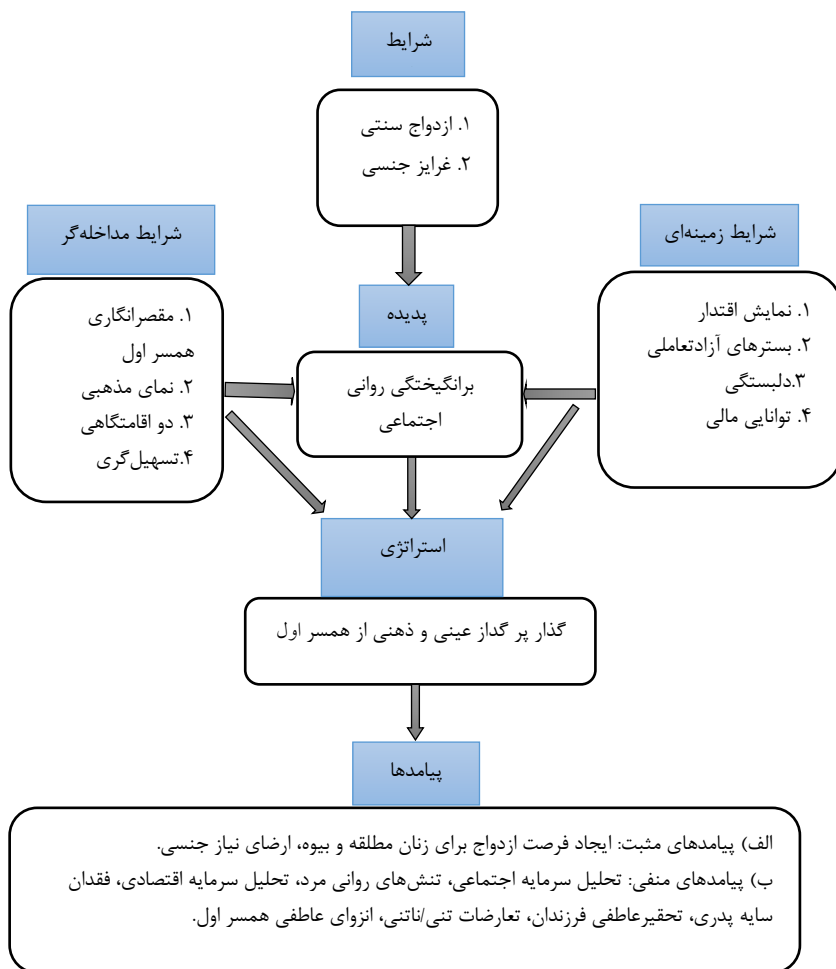 شرایط
۱. ازدواج سنتی
۲. غرایز جنسی
شرایط زمینه‌ای
۱. نمایش اقتدار
۲. بسترهای آزادتعاملی
۳.دلبستگی
۴. توانایی مالی
شرایط مداخله‌گر
۱. مقصرانگاری
همسر اول
۲. نمای مذهبی
۳. دو اقامتگاهی
۴.تسهیل‌گری
پدیده
برانگیختگی روانی
اجتماعی
استراتژی
گذار پر گداز عینی و ذهنی از همسر اول
پیامدها
الف) پیامدهای مثبت: ایجاد فرصت ازدواج برای زنان مطلقه و بیوه، ارضای نیاز جنسی.
ب) پیامدهای منفی: تحلیل سرمایه اجتماعی، تنش‌های روانی مرد، تحلیل سرمایه اقتصادی، فقدان
سایه پدری، تحقیرعاطفی فرزندان، تعارضات تنی/ناتنی، انزوای عاطفی همسر اول.